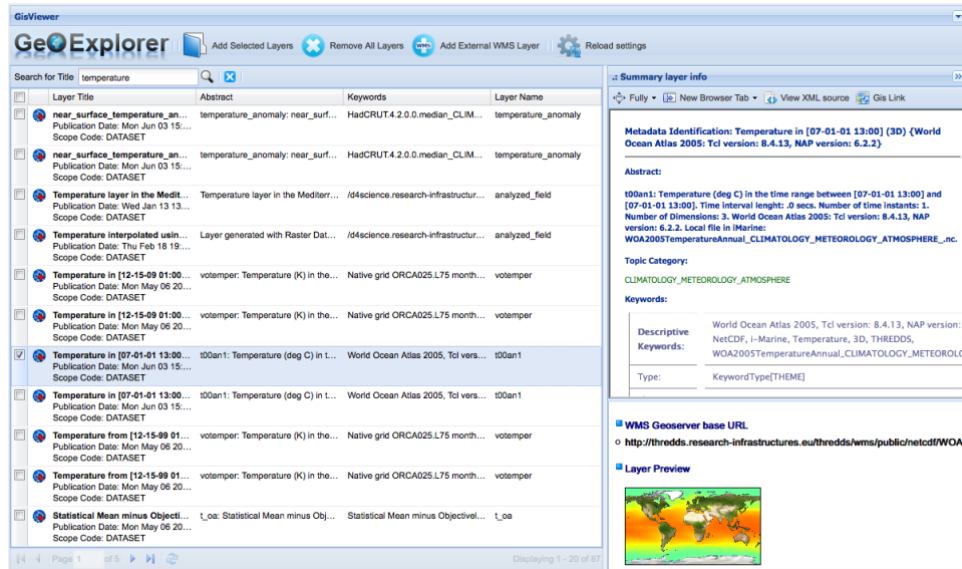 GisViewer
GeOExplorer Add Selected Layers Remove All Layers WMS Add External WMS Layer Reload settings
Search for Title temperature
Layer Title Abstract Keywords Layer Name
near_surface_temperature_an... temperature_anomaly: near_surf... HadCRUT.4.2.0.0.median_CLIM... temperature_anomaly
Publication Date: Mon Jun 03 15:...
Scope Code: DATASET
near_surface_temperature_an... temperature_anomaly: near_surf... HadCRUT.4.2.0.0.median_CLIM... temperature_anomaly
Publication Date: Mon Jun 03 15:...
Scope Code: DATASET
Temperature layer in the Medit... Temperature layer in the Mediterr... /d4science.research-infrastructur... analyzed_field
Publication Date: Wed Jan 13 13...
Scope Code: DATASET
Temperature interpolated usin... Layer generated with Raster Dat... /d4science.research-infrastructur... analyzed_field
Publication Date: Thu Feb 18 19:...
Scope Code: DATASET
Temperature in [12-15-09 01:00... votemper: Temperature (K) in the... Native grid ORCA025.L75 month... votemper
Publication Date: Mon May 06 20...
Scope Code: DATASET
Temperature in [12-15-09 01:00... votemper: Temperature (K) in the... Native grid ORCA025.L75 month... votemper
Publication Date: Mon May 06 20...
Scope Code: DATASET
Temperature in [07-01-01 13:00... t00an1: Temperature (deg C) in t... World Ocean Atlas 2005, Tcl vers... t00an1
Publication Date: Mon Jun 03 15:...
Scope Code: DATASET
Temperature in [07-01-01 13:00... t00an1: Temperature (deg C) in t... World Ocean Atlas 2005, Tcl vers... t00an1
Publication Date: Mon Jun 03 15:...
Scope Code: DATASET
Temperature from [12-15-99 01... votemper: Temperature (K) in the... Native grid ORCA025.L75 month... votemper
Publication Date: Mon May 06 20...
Scope Code: DATASET
Temperature from [12-15-99 01... votemper: Temperature (K) in the... Native grid ORCA025.L75 month... votemper
Publication Date: Mon May 06 20...
Scope Code: DATASET
Statistical Mean minus Objecti... t_oa: Statistical Mean minus Obj... t_oa: Statistical Mean minus Objectivel... t_oa
Publication Date: Mon May 06 20...
Scope Code: DATASET
Page 1 of 5 Displaying 1 - 20 of 87
.: Summary layer info
Fully New Browser Tab View XML source Gis Link
Metadata Identification: Temperature in [07-01-01 13:00] (3D) {World
Ocean Atlas 2005: Tcl version: 8.4.13, NAP version: 6.2.2}
Abstract:
t00an1: Temperature (deg C) in the time range between [07-01-01 13:00] and
[07-01-01 13:00]. Time interval lenght: .0 secs. Number of time instants: 1.
Number of Dimensions: 3. World Ocean Atlas 2005: Tcl version: 8.4.13, NAP
version: 6.2.2. Local file in iMarine:
WOA2005TemperatureAnnual_CLIMATOLOGY_METEOROLOGY_ATMOSPHERE_.nc.
Topic Category:
CLIMATOLOGY_METEOROLOGY_ATMOSPHERE
Keywords:
Descriptive Keywords: World Ocean Atlas 2005, Tcl version: 8.4.13, NAP version:
NetCDF, i-Marine, Temperature, 3D, THREDDS,
WOA2005TemperatureAnnual_CLIMATOLOGY_METEOROLO
Type: KeywordType[THEME]
WMS Geoserver base URL
http://thredds.research-infrastructures.eu/thredds/wms/public/netcdf/WOA
Layer Preview